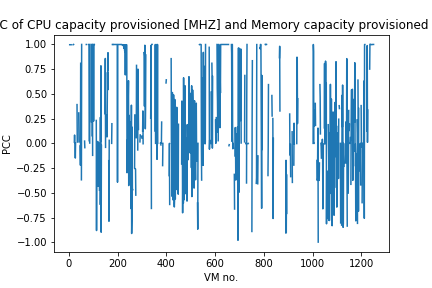 C of CPU capacity provisioned [MHZ] and Memory capacity provisioned
1.00
0.75
0.50
0.25
0.00
−0.25
−0.50
−0.75
−1.00
PCC
0 200 400 600 800 1000 1200
VM no.